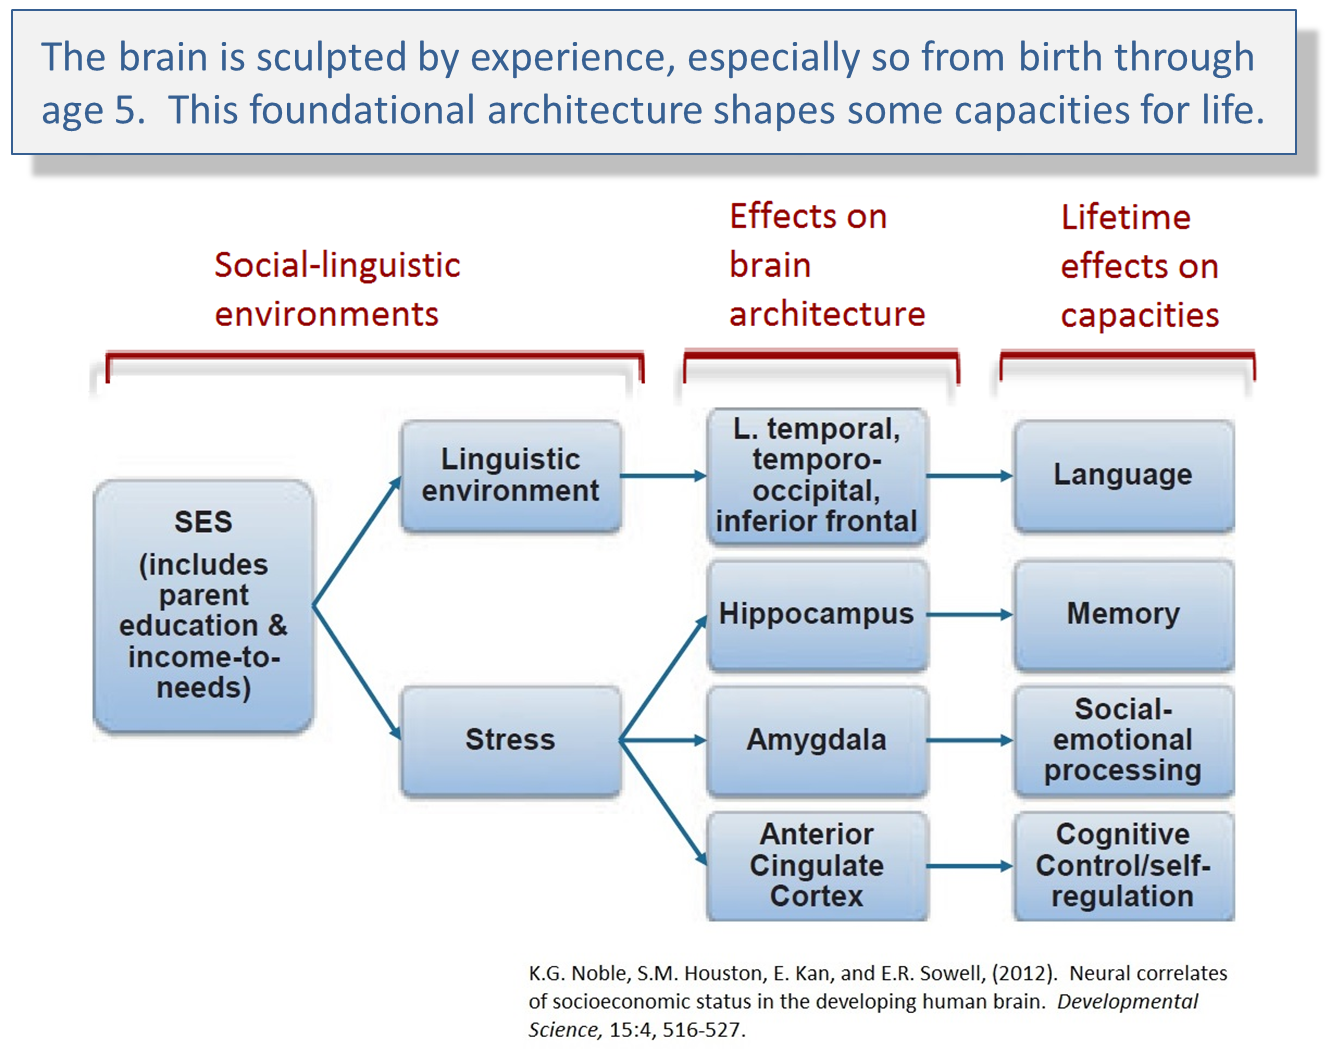 The brain is sculpted by experience, especially so from birth through
age 5.  This foundational architecture shapes some capacities for life.
Social-linguistic
environments
Effects on
brain
architecture
Lifetime
effects on
capacities
SES
(includes
parent
education &
income-to-
needs)
Linguistic
environment
Stress
L. temporal,
temporo-
occipital,
inferior frontal
Hippocampus
Amygdala
Anterior
Cingulate
Cortex
Language
Memory
Social-
emotional
processing
Cognitive
Control/self-
regulation
K.G. Noble, S.M. Houston, E. Kan, and E.R. Sowell, (2012).  Neural correlates
of socioeconomic status in the developing human brain.  Developmental
Science, 15:4, 516-527.